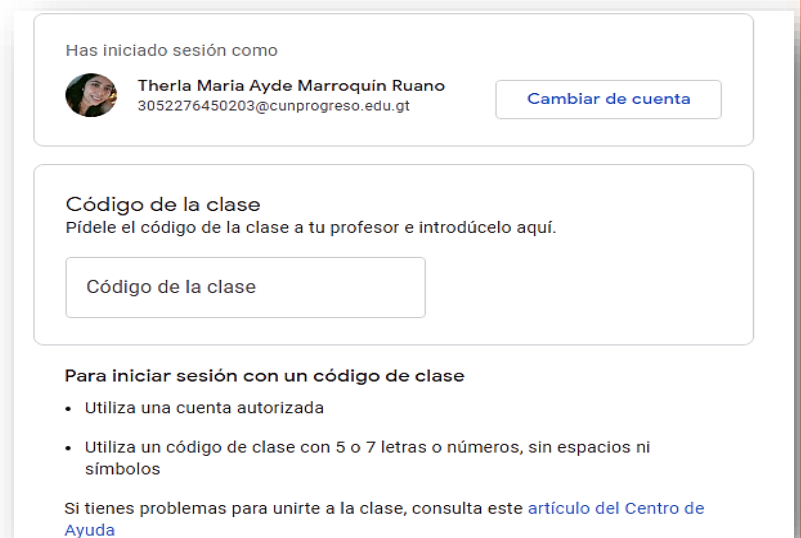 Has iniciado sesión como
Therla Maria Ayde Marroquín Ruano
3052276450203@cunprogreso.edu.gt
Cambiar de cuenta
Código de la clase
Pídele el código de la clase a tu profesor e introdúcelo aquí.
Código de la clase
Para iniciar sesión con un código de clase
• Utiliza una cuenta autorizada
• Utiliza un código de clase con 5 o 7 letras o números, sin espacios ni
símbolos
Si tienes problemas para unirte a la clase, consulta este artículo del Centro de
Ayuda